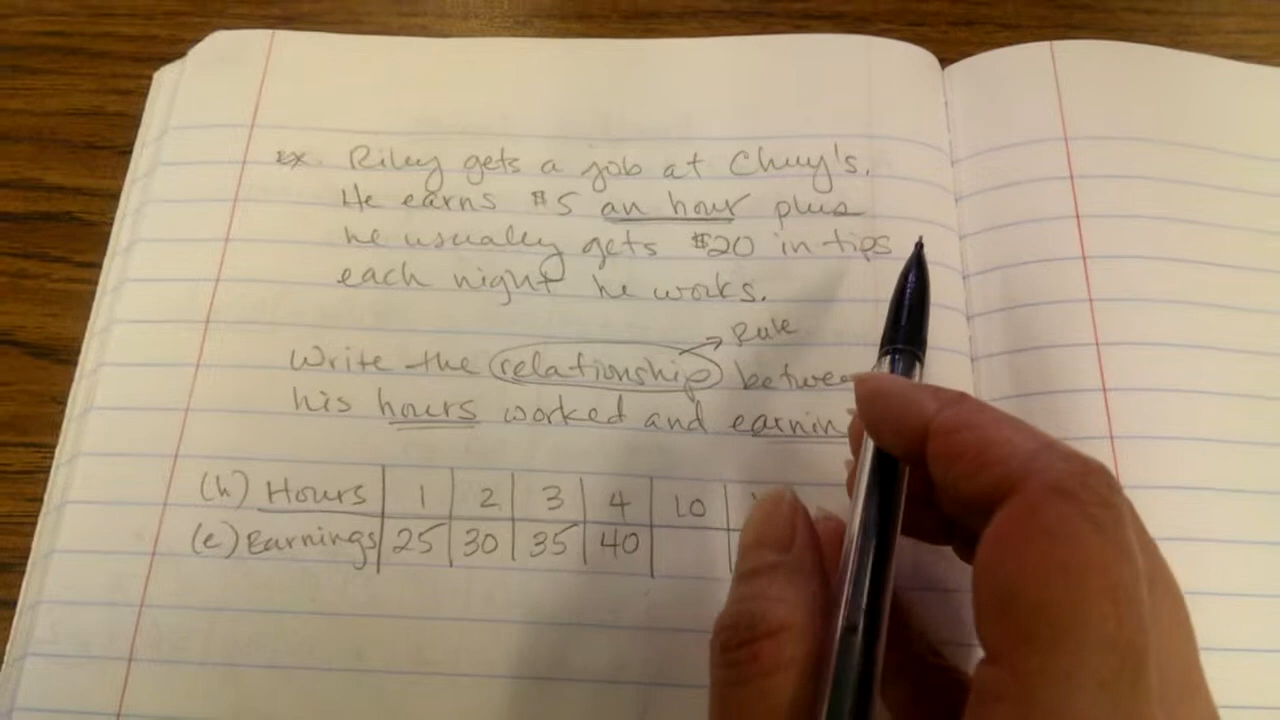 Ex. Riley gets a job at Chuy's.
He earns $5 an hour plus
he usually gets $20 in tips
each night he works.
Rule
Write the relationship betwee
his hours worked and earnin
(h) Hours 1 2 3 4 10
(e) Earnings 25 30 35 40